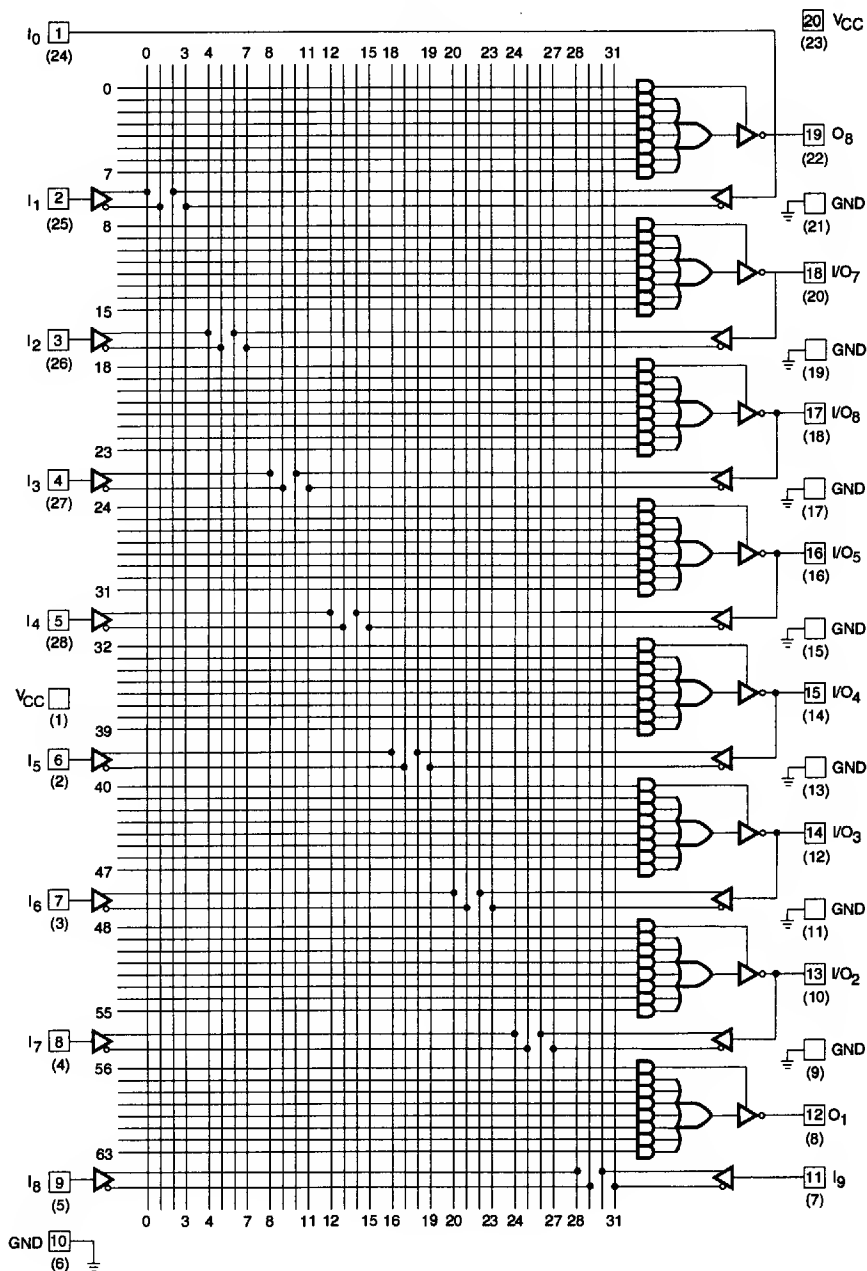 I0 1 (24)
20 VCC (23)
0 3 4 7 8 11 12 15 16 19 20 23 24 27 28 31
0
7
19 O8 (22)
I1 2 (25)
GND (21)
8
15
18 I/O7 (20)
I2 3 (26)
GND (19)
18
23
17 I/O8 (18)
I3 4 (27)
GND (17)
24
31
16 I/O5 (16)
I4 5 (28)
GND (15)
32
39
VCC (1)
15 I/O4 (14)
I5 6 (2)
GND (13)
40
47
14 I/O3 (12)
I6 7 (3)
GND (11)
48
55
13 I/O2 (10)
I7 8 (4)
GND (9)
56
63
12 O1 (8)
I8 9 (5)
11 I9 (7)
0 3 4 7 8 11 12 15 16 19 20 23 24 27 28 31
GND 10 (6)